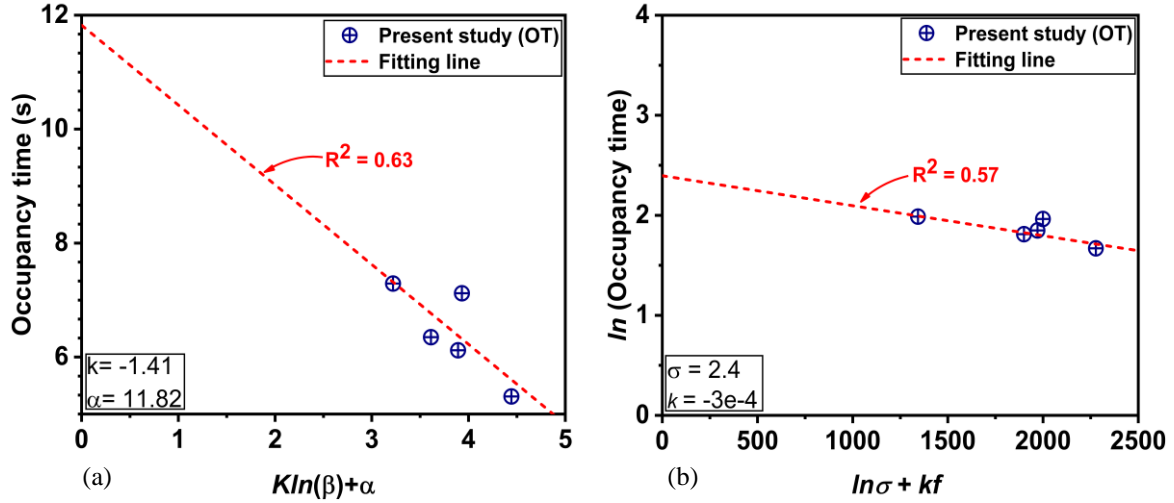 12
10
8
6
Occupancy time (s)
Present study (OT)
Fitting line
R² = 0.63
k= -1.41
α= 11.82
0 1 2 3 4 5
(a)
Kln(β)+α
4
3
2
1
0
ln (Occupancy time)
Present study (OT)
Fitting line
R² = 0.57
σ = 2.4
k = -3e-4
0 500 1000 1500 2000 2500
(b)
lnσ + kf